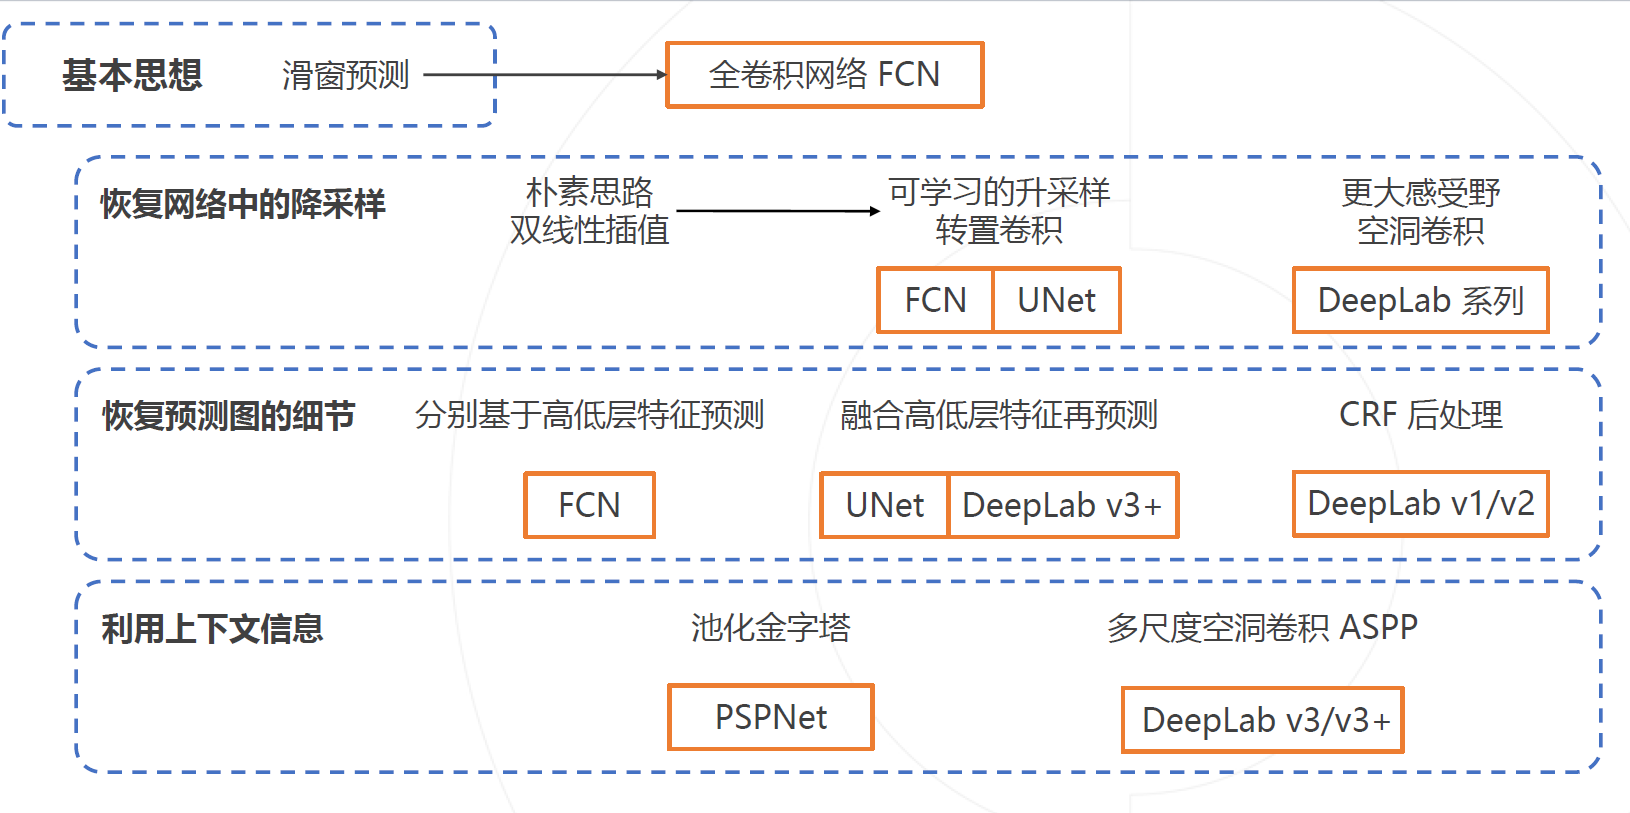 基本思想
滑窗预测
全卷积网络 FCN
恢复网络中的降采样
朴素思路
双线性插值
可学习的升采样
转置卷积
FCN
UNet
更大感受野
空洞卷积
DeepLab 系列
恢复预测图的细节
分别基于高低层特征预测
FCN
融合高低层特征再预测
UNet
DeepLab v3+
CRF 后处理
DeepLab v1/v2
利用上下文信息
池化金字塔
PSPNet
多尺度空洞卷积 ASPP
DeepLab v3/v3+